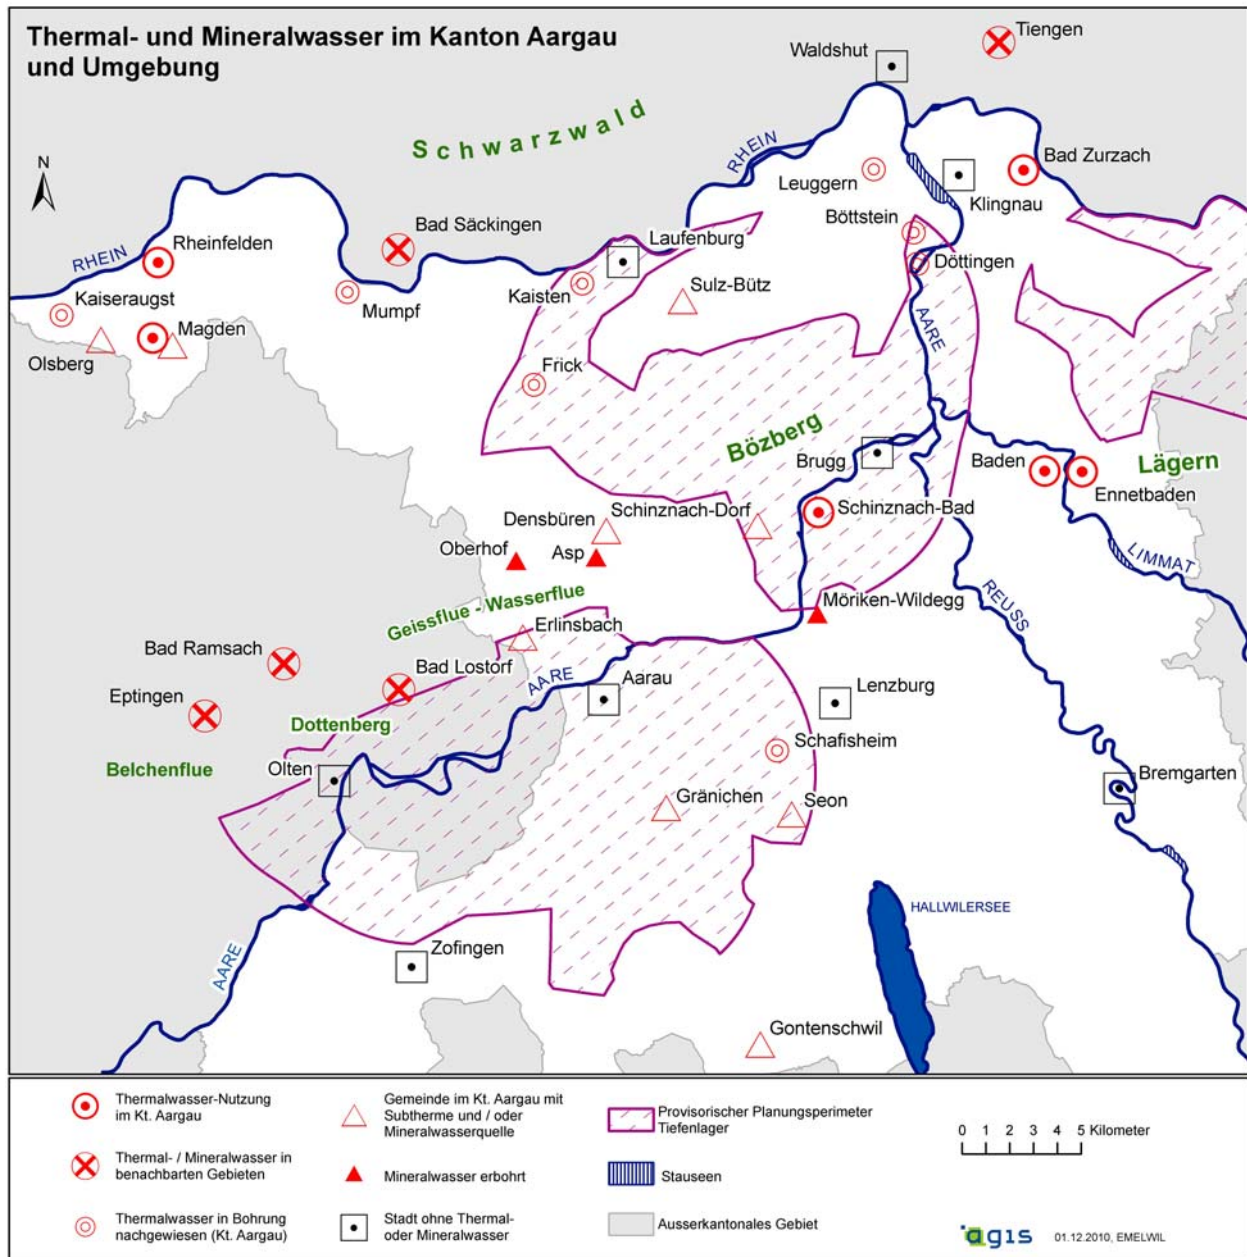 Thermal- und Mineralwasser im Kanton Aargau
und Umgebung
Tiengen
Waldshut
Schwarzwald
RHEIN
Bad Zurzach
Leuggern
Klingnau
N
Böttstein
Bad Säckingen
Rheinfelden
Laufenburg
Döttingen
RHEIN
Kaiseraugst
Kaisten
Sulz-Bütz
Mumpf
Magden
Olsberg
AARE
Frick
Bözberg
Brugg
Baden
Lägern
Ennetbaden
Schinznach-Dorf
Schinznach-Bad
Densbüren
Oberhof
Asp
LIMMAT
Geissflue - Wasserflue
Möriken-Wildegg
REUSS
Erlinsbach
Bad Ramsach
Bad Lostorf
AARE
Aarau
Lenzburg
Eptingen
Dottenberg
Schafisheim
Belchenflue
Olten
Bremgarten
Gränichen
Seon
HALLWILERSEE
Zofingen
AARE
Gontenschwil
Thermalwasser-Nutzung
im Kt. Aargau
Thermal- / Mineralwasser in
benachbarten Gebieten
Thermalwasser in Bohrung
nachgewiesen (Kt. Aargau)
Gemeinde im Kt. Aargau mit
Subtherme und / oder
Mineralwasserquelle
Mineralwasser erbohrt
Stadt ohne Thermal-
oder Mineralwasser
Provisorischer Planungsperimeter
Tiefenlager
Stauseen
Ausserkantonales Gebiet
0 1 2 3 4 5 Kilometer
agis
01.12.2010, EMELWIL